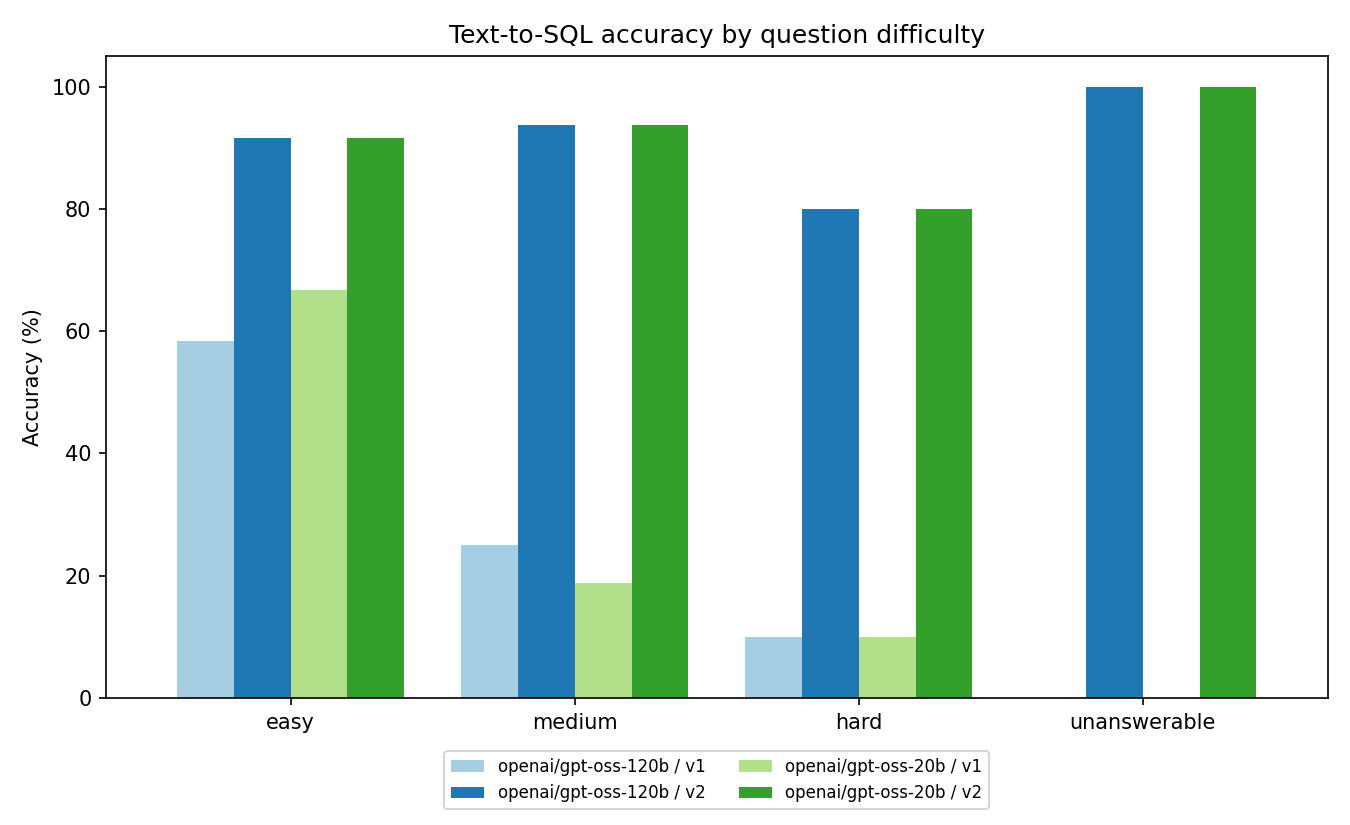 Text-to-SQL accuracy by question difficulty
Accuracy (%)
100
80
60
40
20
0
easy medium hard unanswerable
openai/gpt-oss-120b / v1 openai/gpt-oss-20b / v1
openai/gpt-oss-120b / v2 openai/gpt-oss-20b / v2